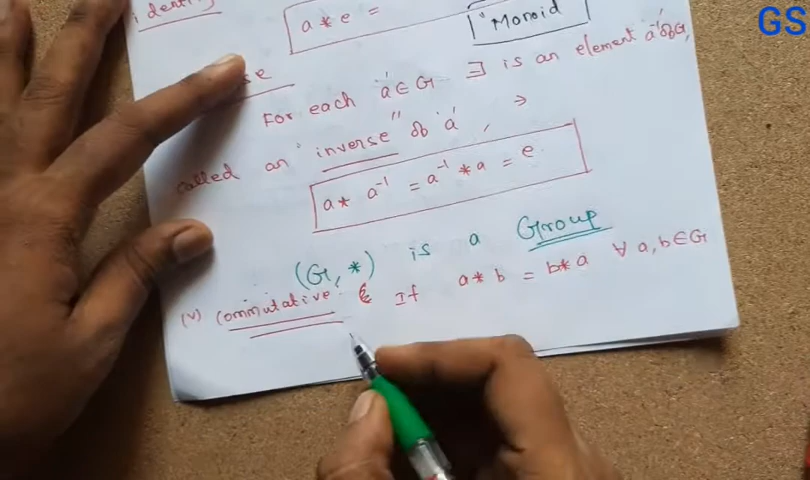 GS
identity
a * e =
"Monoid
se
For each a ∈ G ∃ is an element a⁻¹ of G,
called an "inverse" of 'a' , ⇒
a * a⁻¹ = a⁻¹ * a = e
(G, *) is a Group
(v) Commutative : If a * b = b * a ∀ a, b ∈ G